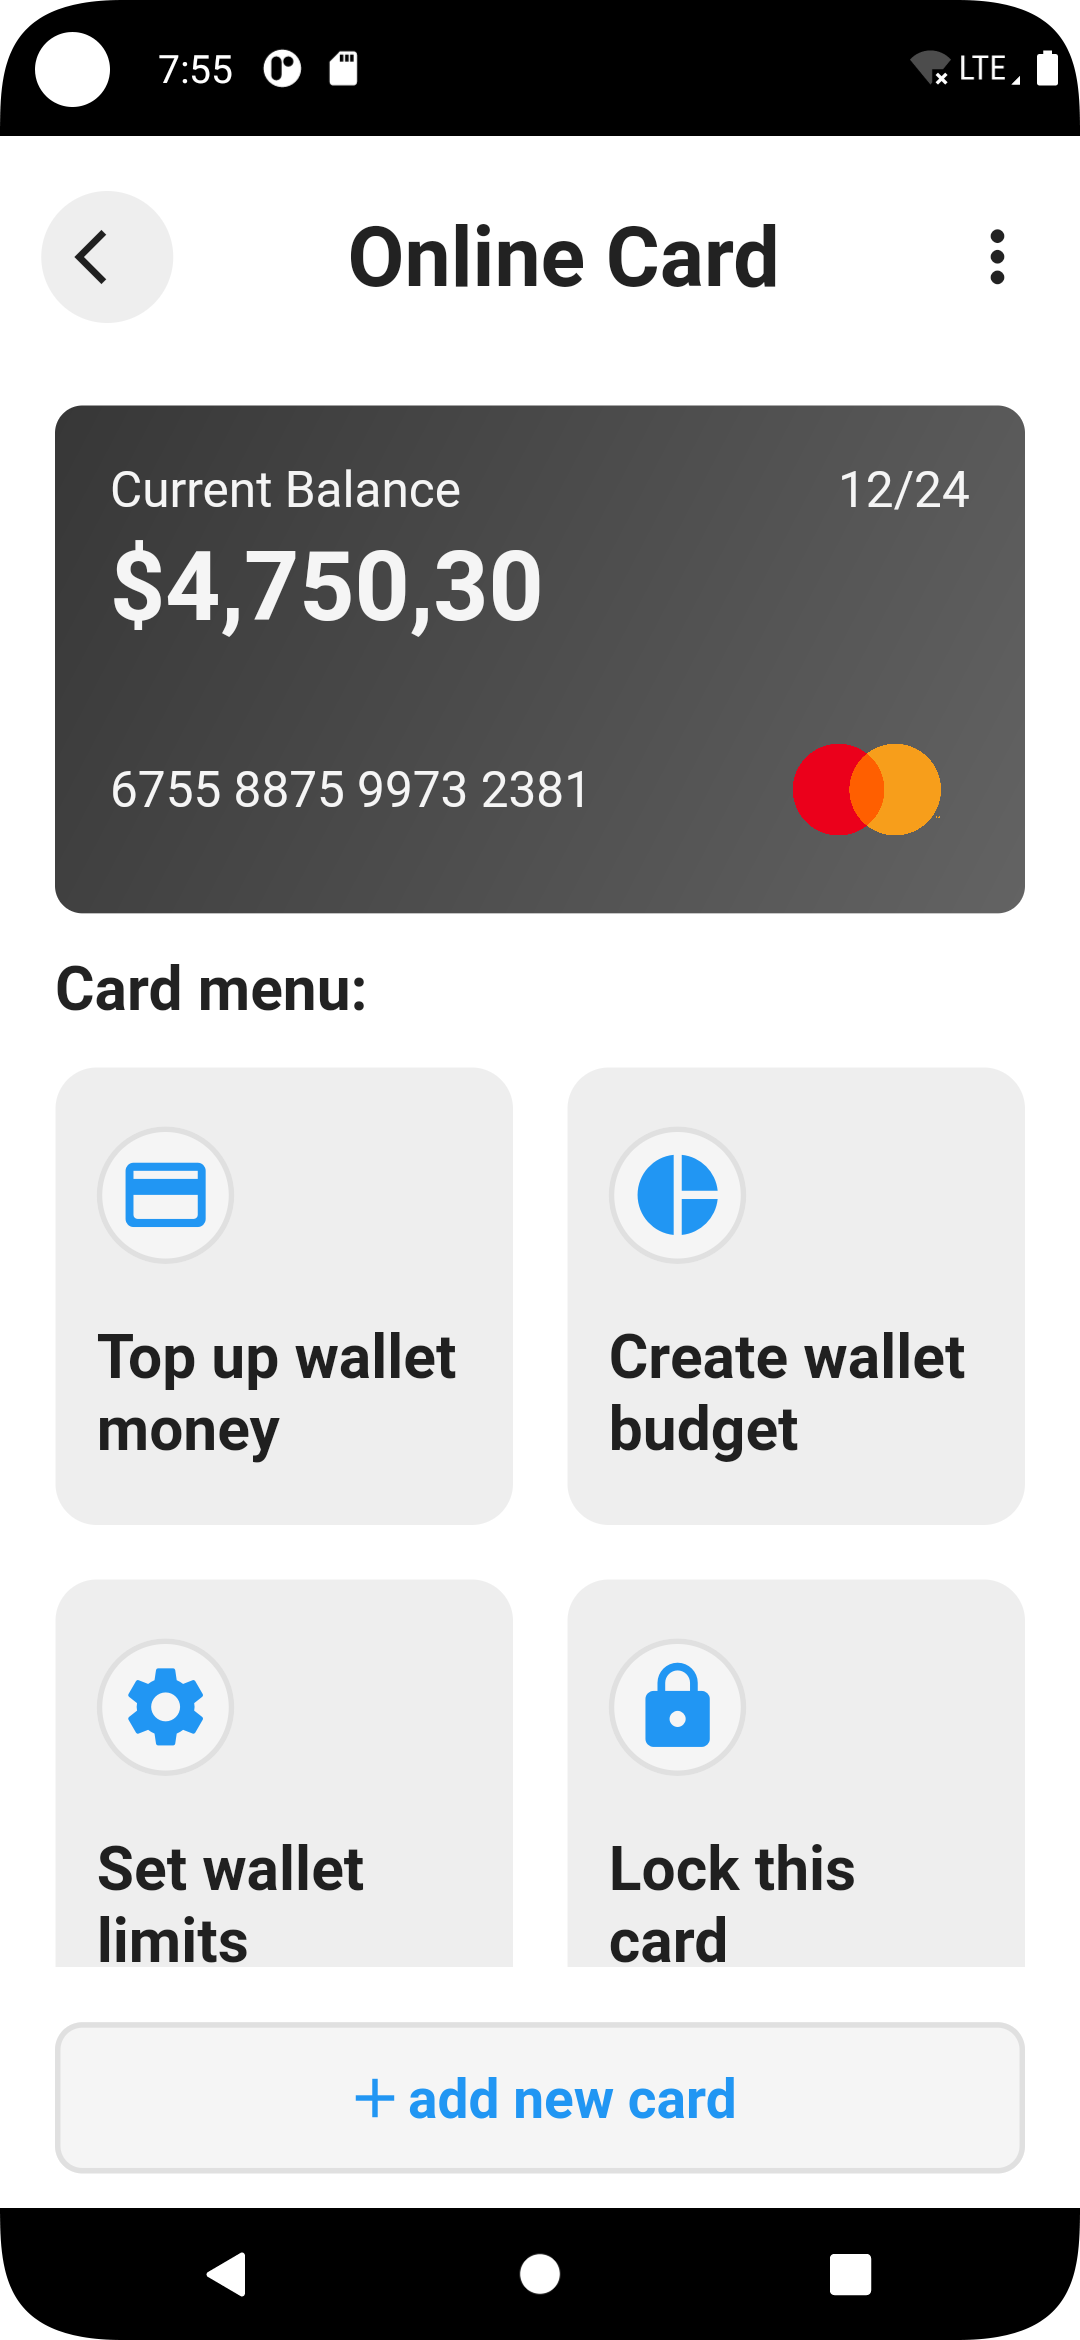 7:55
LTE
Online Card
Current Balance
12/24
$4,750,30
6755 8875 9973 2381
Card menu:
Top up wallet
money
Create wallet
budget
Set wallet
limits
Lock this
card
+ add new card